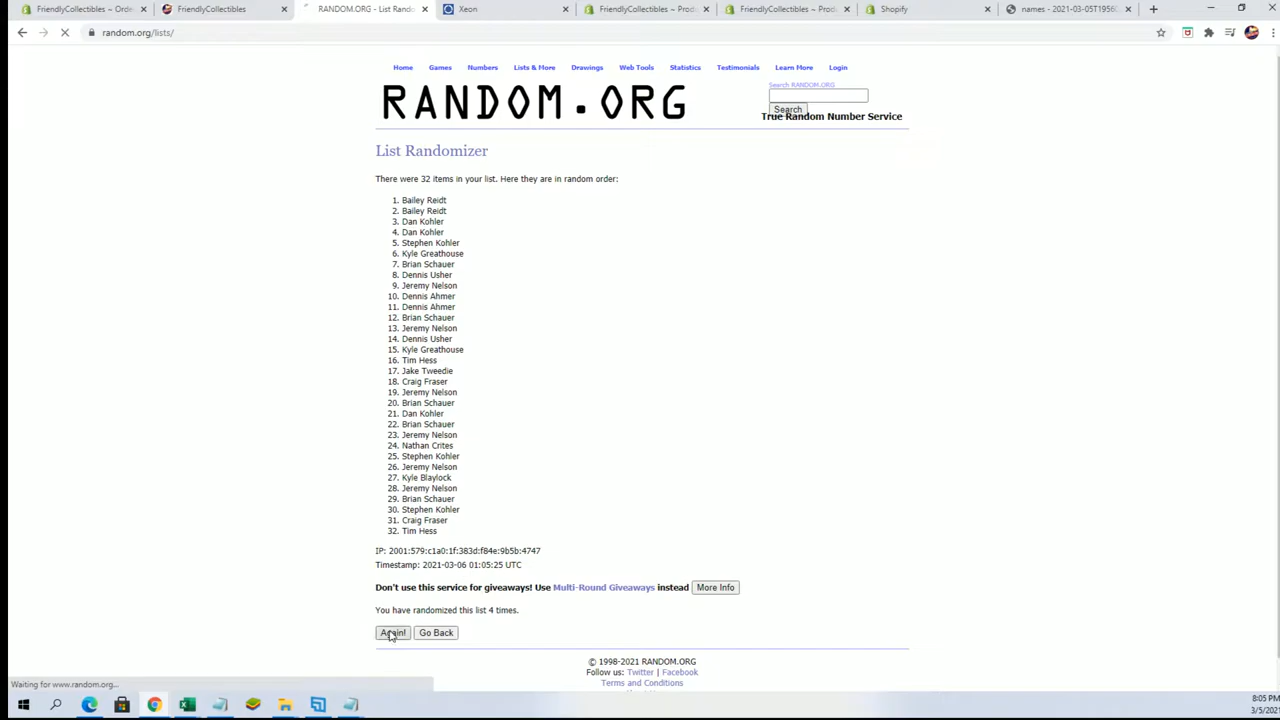 FriendlyCollectibles ~ Orde
FriendlyCollectibles
RANDOM.ORG - List Rando
Xeon
FriendlyCollectibles ~ Prod
FriendlyCollectibles ~ Prod
Shopify
names - 2021-03-05T1956
random.org/lists/
Home Games Numbers Lists & More Drawings Web Tools Statistics Testimonials Learn More Login
Search RANDOM.ORG
RANDOM.ORG
Search
True Random Number Service
List Randomizer
There were 32 items in your list. Here they are in random order:
1. Bailey Reidt
2. Bailey Reidt
3. Dan Kohler
4. Dan Kohler
5. Stephen Kohler
6. Kyle Greathouse
7. Brian Schauer
8. Dennis Usher
9. Jeremy Nelson
10. Dennis Ahmer
11. Dennis Ahmer
12. Brian Schauer
13. Jeremy Nelson
14. Dennis Usher
15. Kyle Greathouse
16. Tim Hess
17. Jake Tweedie
18. Craig Fraser
19. Jeremy Nelson
20. Brian Schauer
21. Dan Kohler
22. Brian Schauer
23. Jeremy Nelson
24. Nathan Crites
25. Stephen Kohler
26. Jeremy Nelson
27. Kyle Blaylock
28. Jeremy Nelson
29. Brian Schauer
30. Stephen Kohler
31. Craig Fraser
32. Tim Hess
IP: 2001:579:c1a0:1f:383d:f84e:9b5b:4747
Timestamp: 2021-03-06 01:05:25 UTC
Don't use this service for giveaways! Use Multi-Round Giveaways instead More Info
You have randomized this list 4 times.
Again! Go Back
© 1998-2021 RANDOM.ORG
Follow us: Twitter | Facebook
Terms and Conditions
Waiting for www.random.org...
8:05 PM
3/5/2021